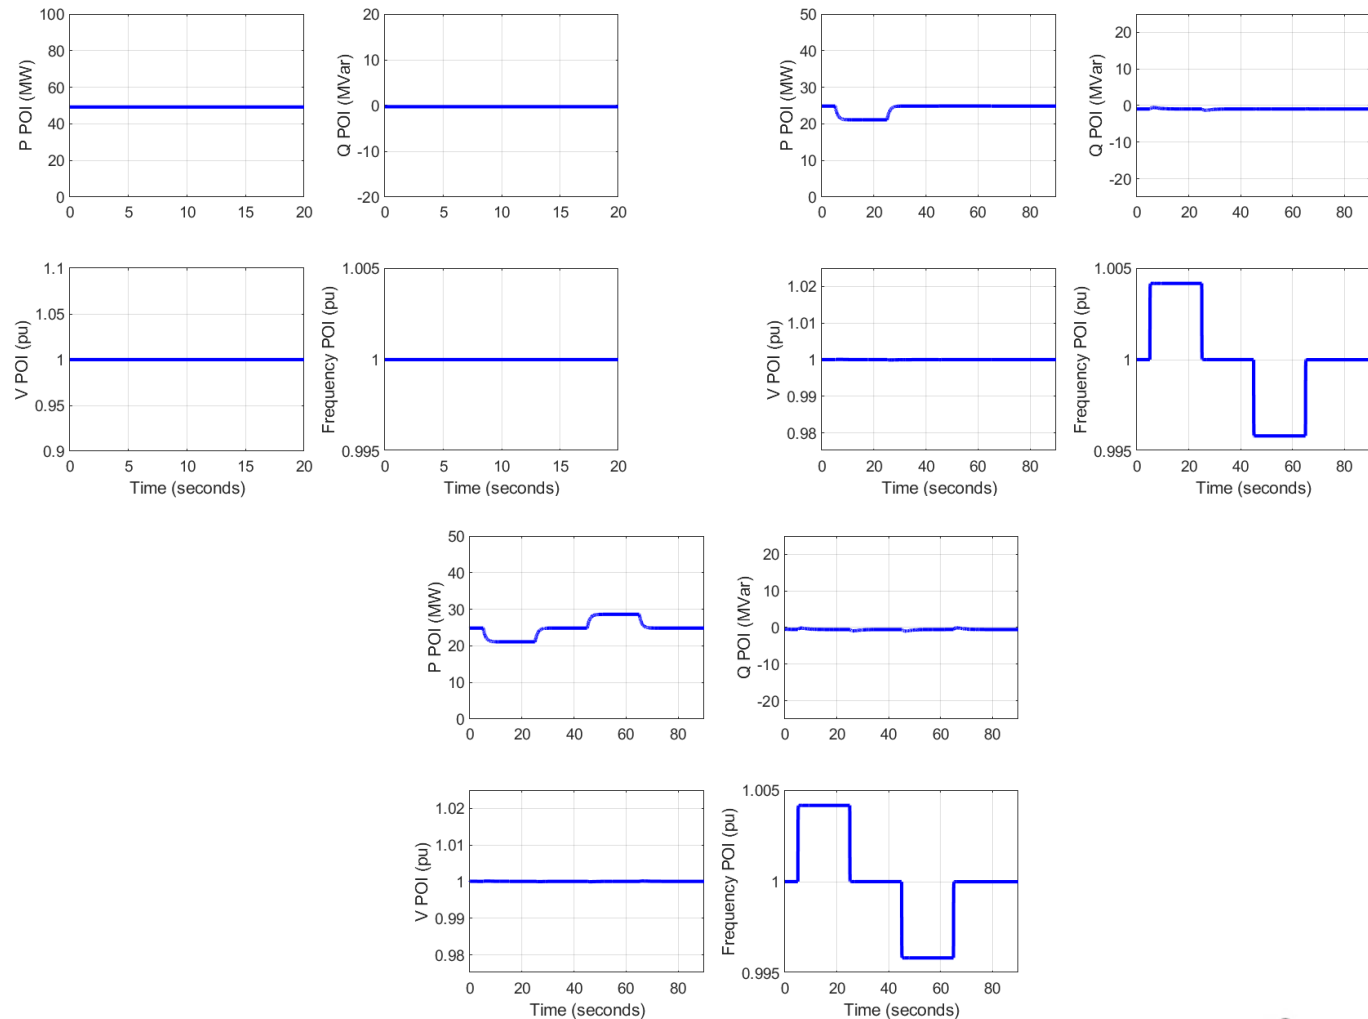 P POI (MW)
100
80
60
40
20
0
0 5 10 15 20
Q POI (MVar)
20
10
0
-10
-20
0 5 10 15 20
V POI (pu)
1.1
1.05
1
0.95
0.9
0 5 10 15 20
Time (seconds)
Frequency POI (pu)
1.005
1
0.995
0 5 10 15 20
Time (seconds)
P POI (MW)
50
40
30
20
10
0
0 20 40 60 80
Q POI (MVar)
20
10
0
-10
-20
0 20 40 60 80
V POI (pu)
1.02
1.01
1
0.99
0.98
0 20 40 60 80
Time (seconds)
Frequency POI (pu)
1.005
1
0.995
0 20 40 60 80
Time (seconds)
P POI (MW)
50
40
30
20
10
0
0 20 40 60 80
Q POI (MVar)
20
10
0
-10
-20
0 20 40 60 80
V POI (pu)
1.02
1.01
1
0.99
0.98
0 20 40 60 80
Time (seconds)
Frequency POI (pu)
1.005
1
0.995
0 20 40 60 80
Time (seconds)